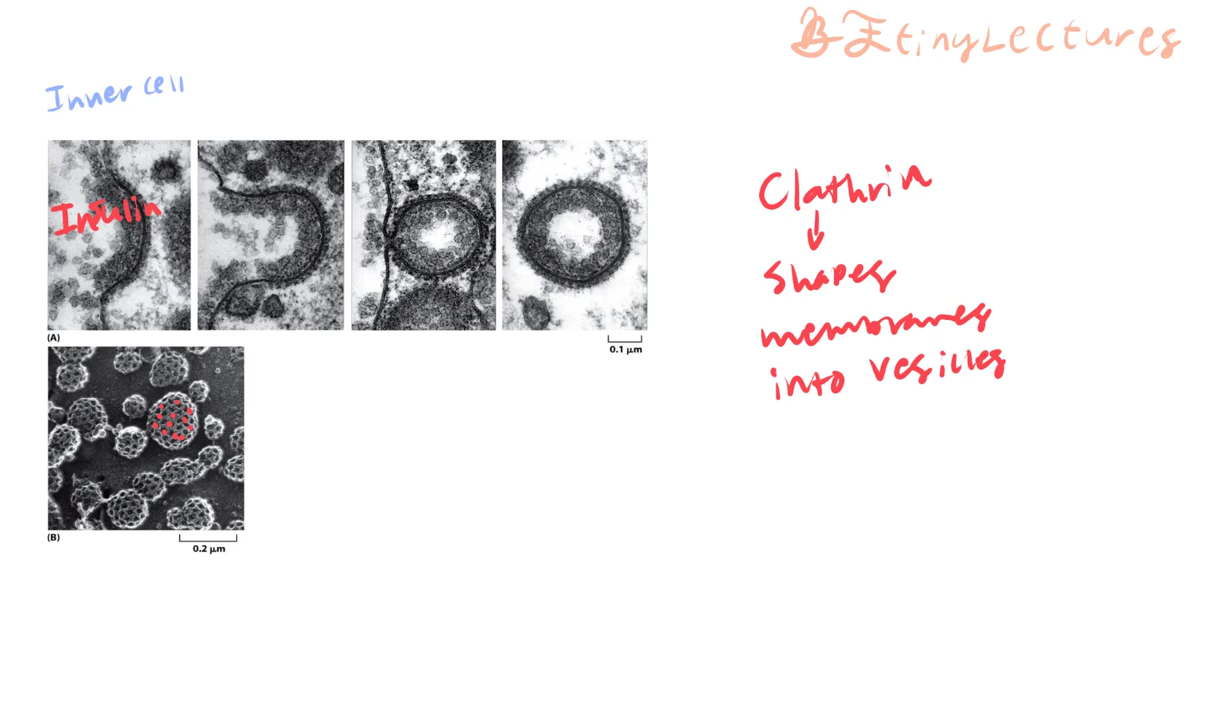 tinyLectures
Inner cell
Insulin
(A)
0.1 µm
(B)
0.2 µm
Clathrin
↓
Shapes
membranes
into vesicles